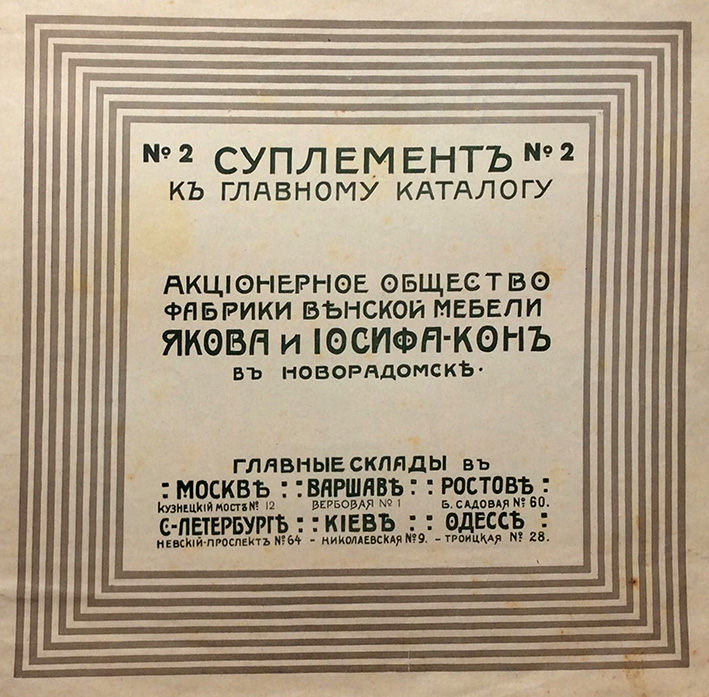 № 2 СУПЛЕМЕНТЪ № 2
КЪ ГЛАВНОМУ КАТАЛОГУ
АКЦІОНЕРНОЕ ОБЩЕСТВО
ФАБРИКИ ВѢНСКОЙ МЕБЕЛИ
ЯКОВА и ІОСИФА-КОНЪ
ВЪ НОВОРАДОМСКѢ.
ГЛАВНЫЕ СКЛАДЫ ВЪ
: МОСКВѢ : : ВАРШАВѢ : : РОСТОВѢ :
КУЗНЕЦКІЙ МОСТЪ № 12 ВЕРБОВАЯ № 1 Б. САДОВАЯ № 60.
С-ПЕТЕРБУРГѢ : : КІЕВѢ : : ОДЕССѢ :
НЕВСКІЙ-ПРОСПЕКТЪ № 64 - НИКОЛАЕВСКАЯ № 9. - ТРОИЦКАЯ № 28.